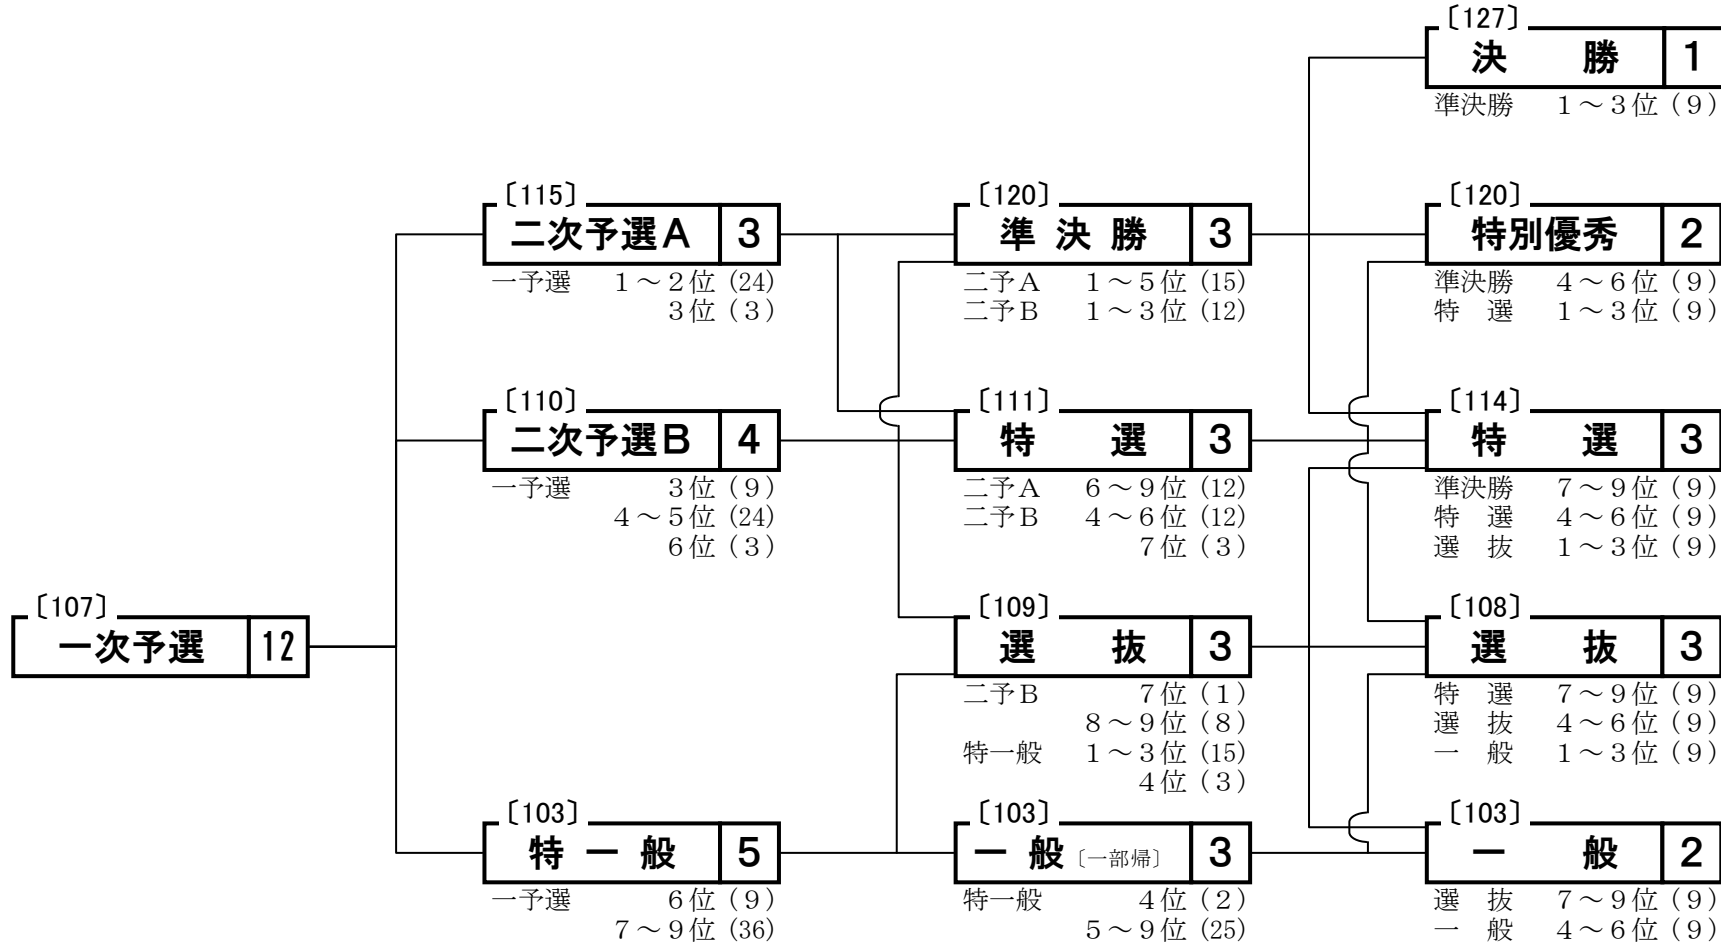 〔107〕
一次予選 12
〔115〕
二次予選Ａ 3
一予選 １～２位 (24)
３位（３）
〔110〕
二次予選Ｂ 4
一予選 ３位（９）
４～５位 (24)
６位（３）
〔103〕
特 一 般 5
一予選 ６位（９）
７～９位 (36)
〔120〕
準 決 勝 3
二予Ａ １～５位 (15)
二予Ｂ １～３位 (12)
〔111〕
特 選 3
二予Ａ ６～９位 (12)
二予Ｂ ４～６位 (12)
７位（３）
〔109〕
選 抜 3
二予Ｂ ７位（１）
８～９位（８）
特一般 １～３位 (15)
４位（３）
〔103〕
一 般〔一部帰〕 3
特一般 ４位（２）
５～９位 (25)
〔127〕
決 勝 1
準決勝 １～３位（９）
〔120〕
特別優秀 2
準決勝 ４～６位（９）
特 選 １～３位（９）
〔114〕
特 選 3
準決勝 ７～９位（９）
特 選 ４～６位（９）
選 抜 １～３位（９）
〔108〕
選 抜 3
特 選 ７～９位（９）
選 抜 ４～６位（９）
一 般 １～３位（９）
〔103〕
一 般 2
選 抜 ７～９位（９）
一 般 ４～６位（９）